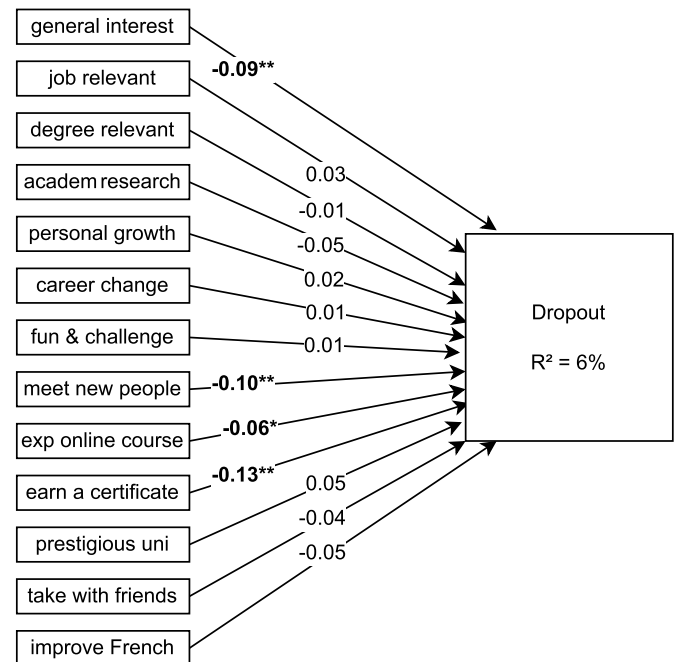 general interest
-0.09**
job relevant
degree relevant
0.03
academ research
-0.01
personal growth
-0.05
0.02
career change
0.01
Dropout
fun & challenge
0.01
R² = 6%
meet new people
-0.10**
exp online course
-0.06*
earn a certificate
-0.13**
0.05
prestigious uni
-0.04
-0.05
take with friends
improve French